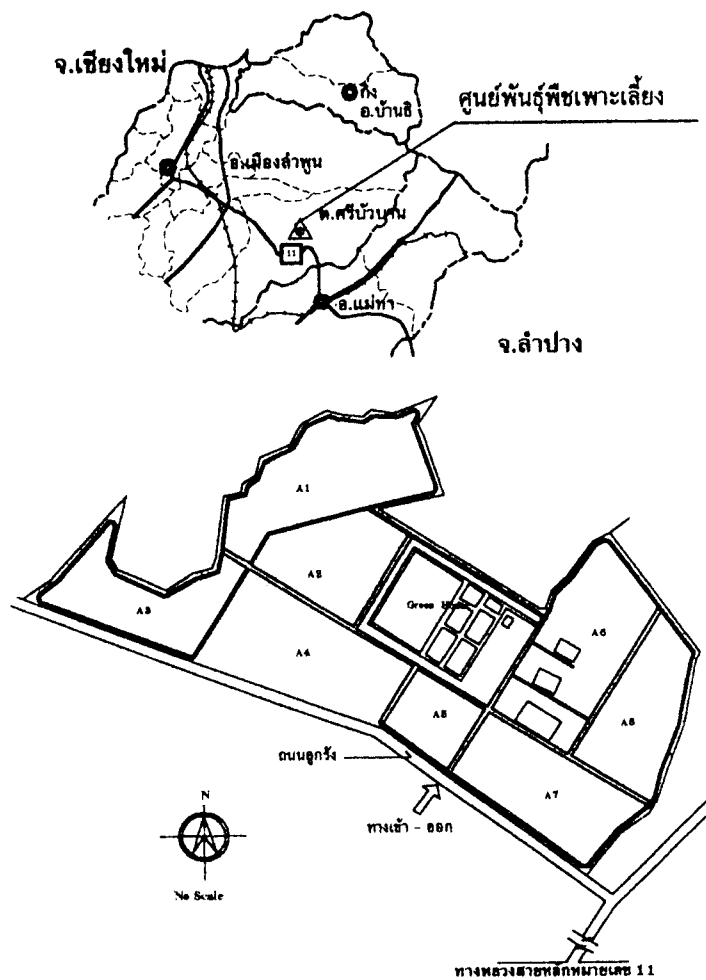 จ.เชียงใหม่
กิ่ง
อ.บ้านธิ
ศูนย์พันธุ์พืชเพาะเลี้ยง
อ.เมืองลำพูน
ต.ศรีบัวบาน
11
อ.แม่ทา
จ.ลำปาง
A1
A2
Green House
A3
A4
A6
A5
A8
ถนนลูกรัง
A7
ทางเข้า - ออก
N
No Scale
ทางหลวงสายหลักหมายเลข 11